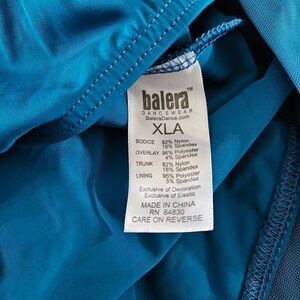 balera™
DANCEWEAR
BaleraDance.com
XLA
BODICE 82% Nylon
18% Spandex
OVERLAY 96% Polyester
4% Spandex
TRUNK 82% Nylon
18% Spandex
LINING 95% Polyester
5% Spandex
Exclusive of Decoration
Exclusive of Elastic
MADE IN CHINA
RN 64830
CARE ON REVERSE